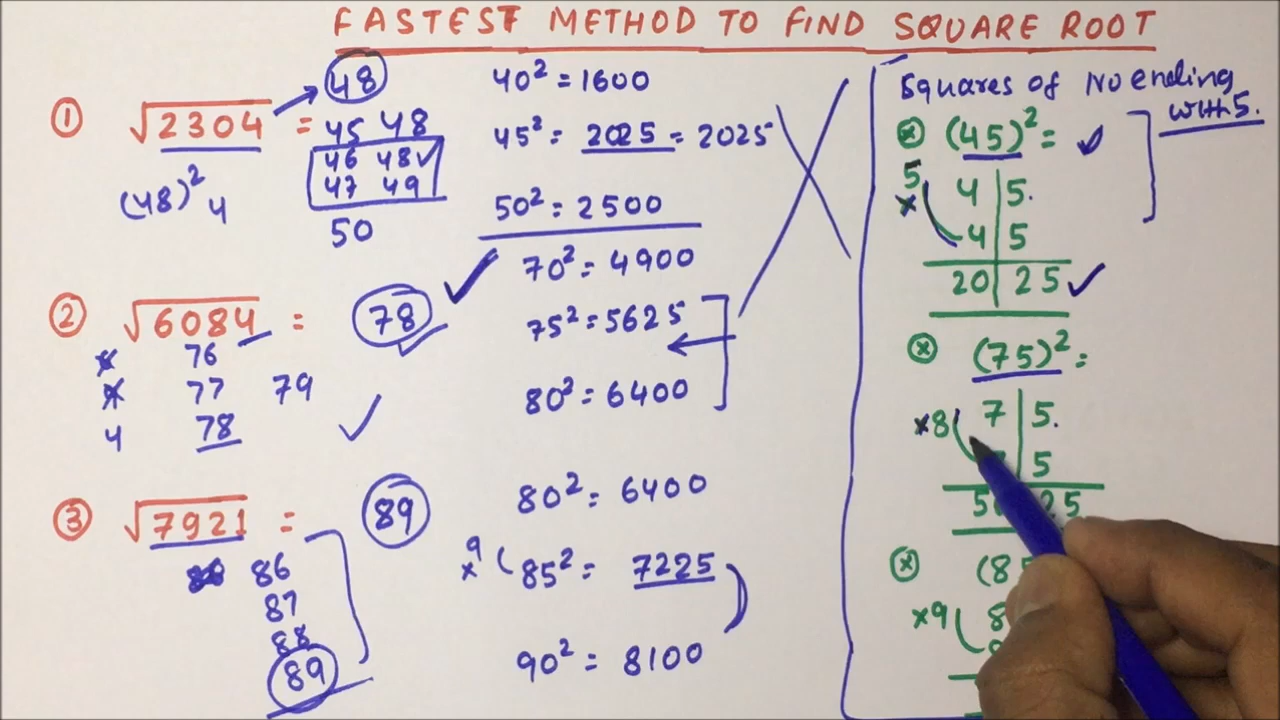 FASTEST METHOD TO FIND SQUARE ROOT
① √2304 = 48
45 48
46 48✓
47 49
50
(48)² 4
40² = 1600
45² = 2025 = 2025
50² = 2500
② √6084 = 78
76
77 79
4 78
70² = 4900
75² = 5625
80² = 6400
③ √7921 = 89
86
87
88
89
80² = 6400
9
× 85² = 7225
90² = 8100
Squares of No ending
with 5.
(45)² = ✓
5 4 | 5.
× 4 | 5
20 | 25 ✓
(75)² =
×8 7 | 5.
5
25
(8
×9 8